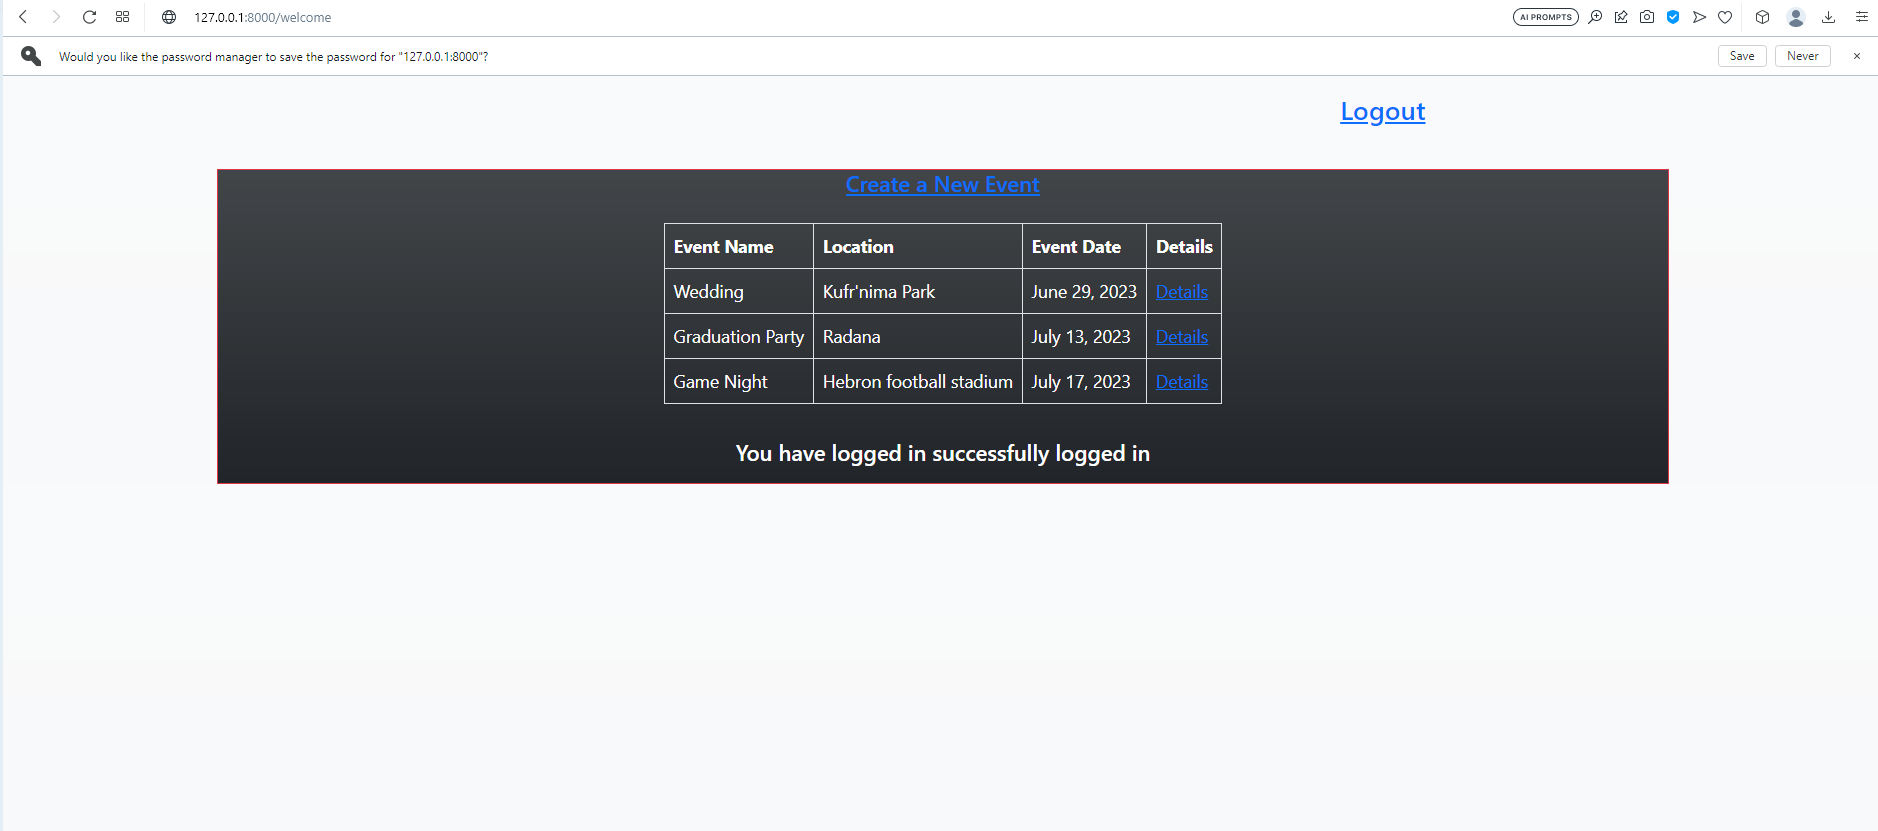 127.0.0.1:8000/welcome AI PROMPTS
Would you like the password manager to save the password for "127.0.0.1:8000"? Save Never
Logout
Create a New Event
Event Name Location Event Date Details
Wedding Kufr'nima Park June 29, 2023 Details
Graduation Party Radana July 13, 2023 Details
Game Night Hebron football stadium July 17, 2023 Details
You have logged in successfully logged in